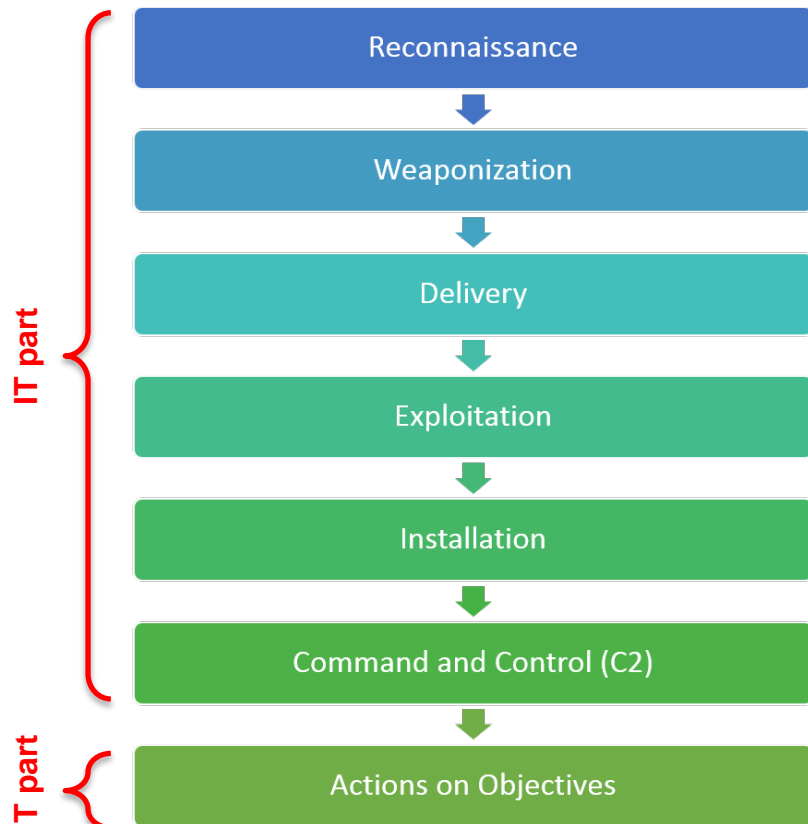 Reconnaissance
Weaponization
Delivery
Exploitation
Installation
Command and Control (C2)
Actions on Objectives
IT part
T part